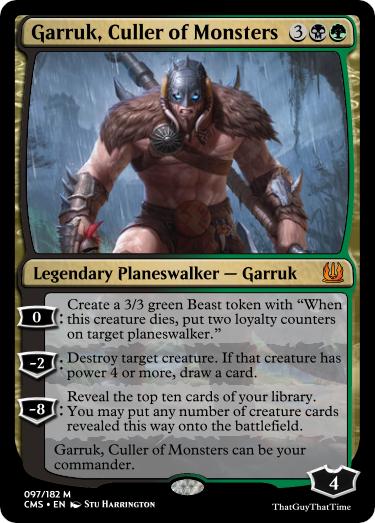 Garruk, Culler of Monsters 3
Legendary Planeswalker — Garruk
0: Create a 3/3 green Beast token with “When
this creature dies, put two loyalty counters
on target planeswalker.”
-2: Destroy target creature. If that creature has
power 4 or more, draw a card.
-8: Reveal the top ten cards of your library.
You may put any number of creature cards
revealed this way onto the battlefield.
Garruk, Culler of Monsters can be your
commander.
4
097/182 M
CMS • EN Stu Harrington
ThatGuyThatTime